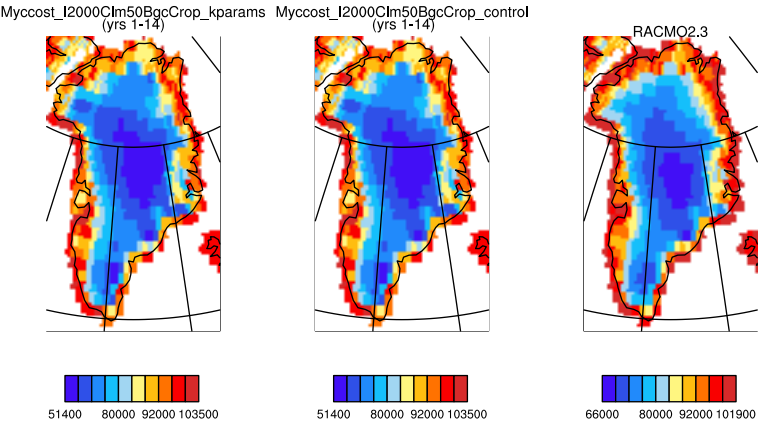 Myccost_I2000Clm50BgcCrop_kparams
(yrs 1-14)
Myccost_I2000Clm50BgcCrop_control
(yrs 1-14)
RACMO2.3
51400 80000 92000 103500
51400 80000 92000 103500
66000 80000 92000 101900